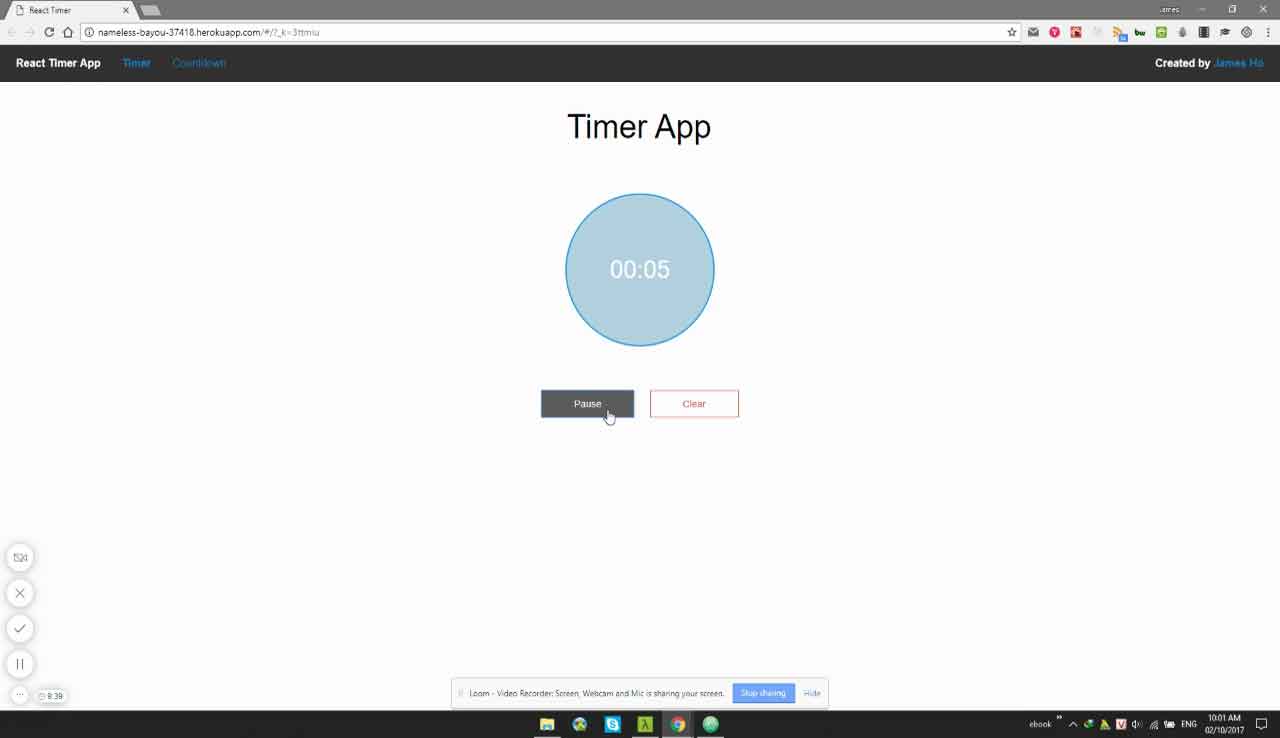 React Timer
James
nameless-bayou-37418.herokuapp.com/#/?_k=3ttmiu
React Timer App Timer Countdown Created by James Ho
Timer App
00:05
Pause Clear
Loom - Video Recorder: Screen, Webcam and Mic is sharing your screen. Stop sharing Hide
ebook ENG 10:01 AM
02/10/2017